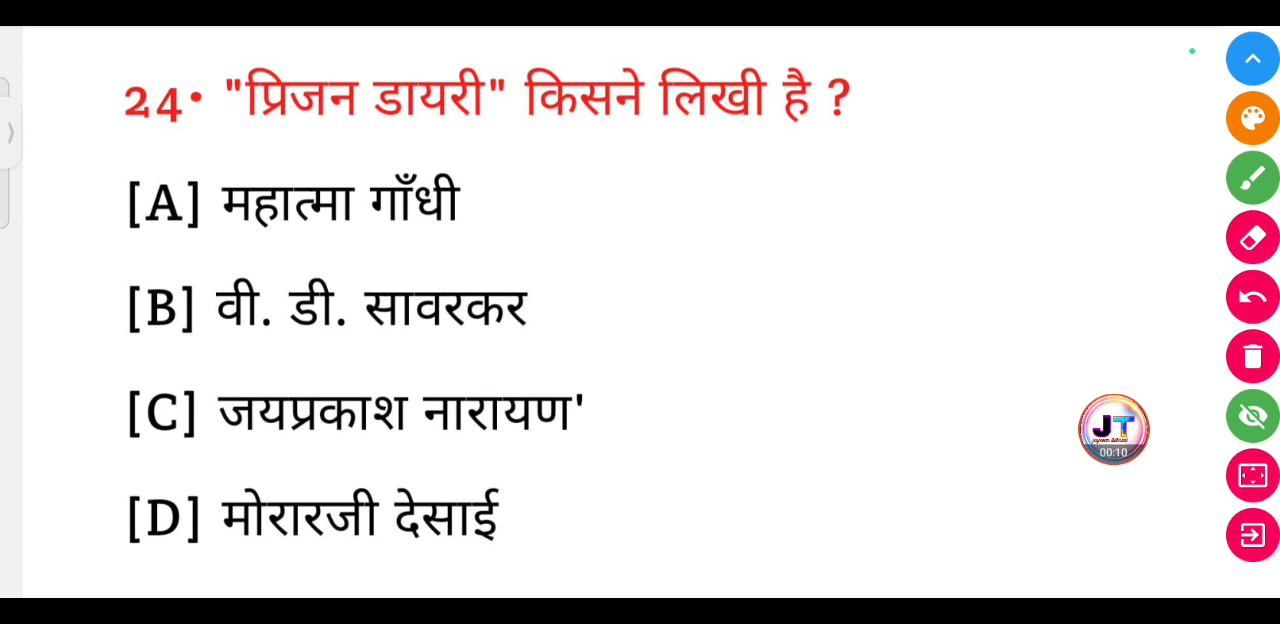 24• "प्रिजन डायरी" किसने लिखी है ?
[A] महात्मा गाँधी
[B] वी. डी. सावरकर
[C] जयप्रकाश नारायण'
[D] मोरारजी देसाई
JT
00:10